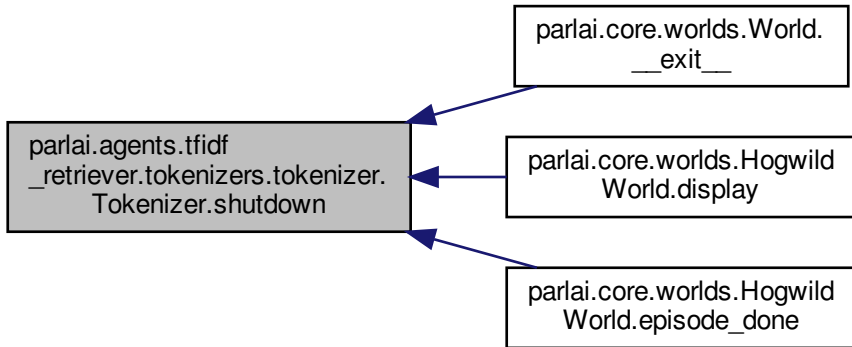 parlai.core.worlds.World.
__exit__
parlai.agents.tfidf
_retriever.tokenizers.tokenizer.
Tokenizer.shutdown
parlai.core.worlds.Hogwild
World.display
parlai.core.worlds.Hogwild
World.episode_done